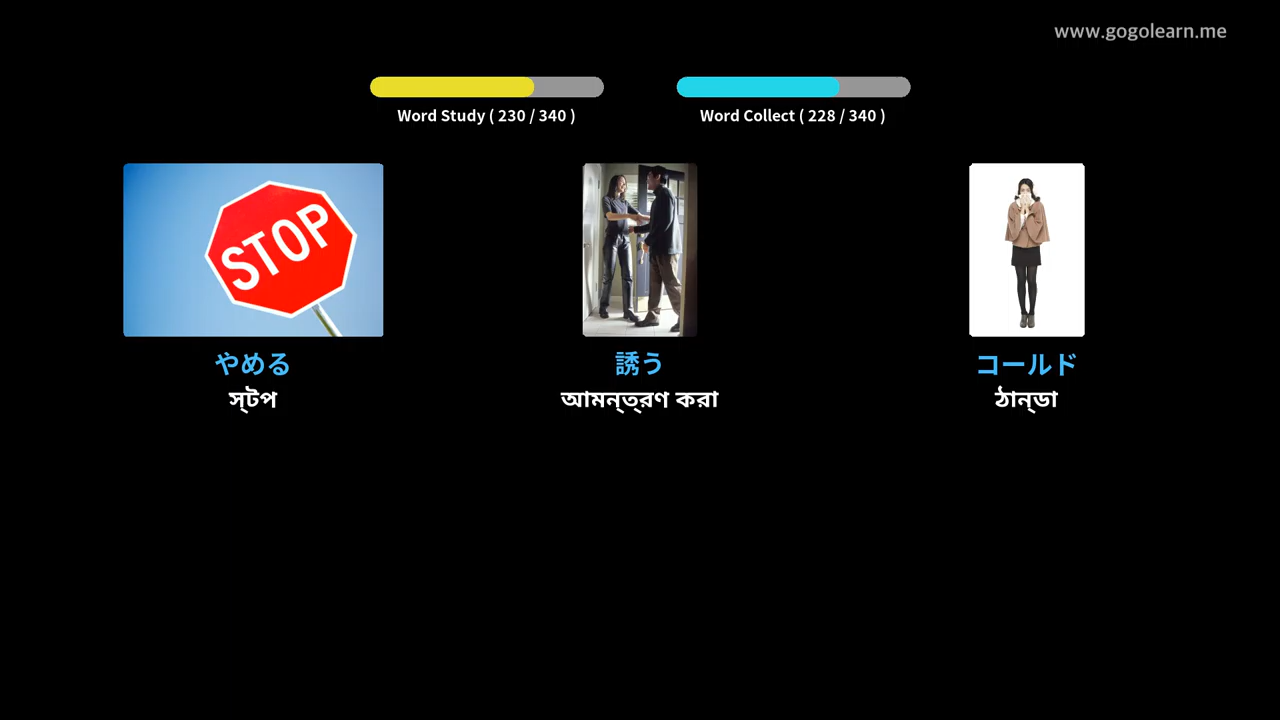 www.gogolearn.me
Word Study ( 230 / 340 )
Word Collect ( 228 / 340 )
STOP
やめる
誘う
コールド
স্টপ
আমন্ত্রণ করা
ঠান্ডা